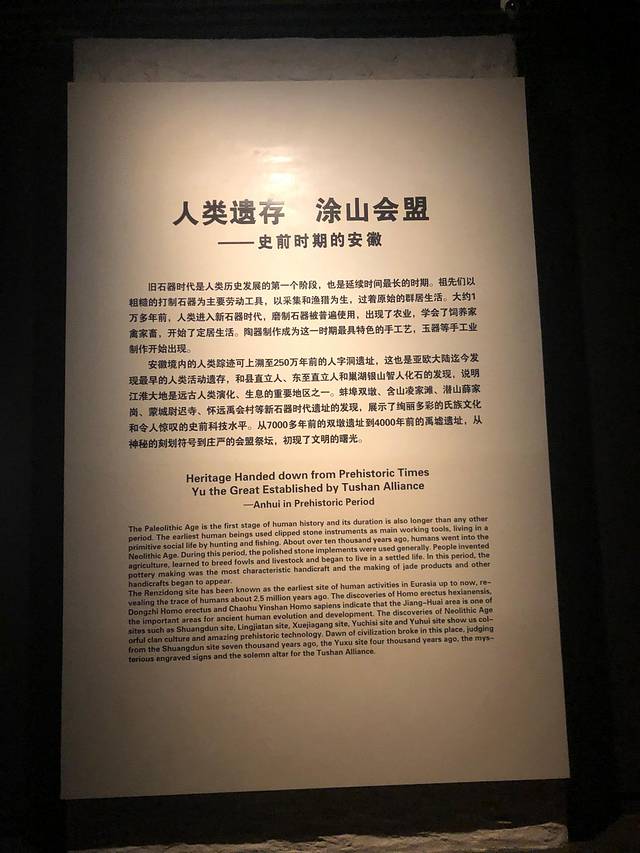 人类遗存 涂山会盟
——史前时期的安徽
旧石器时代是人类历史发展的第一个阶段，也是延续时间最长的时期。祖先们以
粗糙的打制石器为主要劳动工具，以采集和渔猎为生，过着原始的群居生活。大约1
万多年前，人类进入新石器时代，磨制石器被普遍使用，出现了农业，学会了饲养家
禽家畜，开始了定居生活。陶器制作成为这一时期最具特色的手工艺，玉器等手工业
制作开始出现。
安徽境内的人类踪迹可上溯至250万年前的人字洞遗址，这也是亚欧大陆迄今发
现最早的人类活动遗存，和县直立人、东至直立人和巢湖银山智人化石的发现，说明
江淮大地是远古人类演化、生息的重要地区之一。蚌埠双墩、含山凌家滩、潜山薛家
岗、蒙城尉迟寺、怀远禹会村等新石器时代遗址的发现，展示了绚丽多彩的氏族文化
和令人惊叹的史前科技水平。从7000多年前的双墩遗址到4000年前的禹墟遗址，从
神秘的刻划符号到庄严的会盟祭坛，初现了文明的曙光。
Heritage Handed down from Prehistoric Times
Yu the Great Established by Tushan Alliance
—Anhui in Prehistoric Period
The Paleolithic Age is the first stage of human history and its duration is also longer than any other
period. The earliest human beings used clipped stone instruments as main working tools, living in a
primitive social life by hunting and fishing. About over ten thousand years ago, humans went into the
Neolithic Age. During this period, the polished stone implements were used generally. People invented
agriculture, learned to breed fowls and livestock and began to live in a settled life. In this period, the
pottery making was the most characteristic handicraft and the making of jade products and other
handicrafts began to appear.
The Renzidong site has been known as the earliest site of human activities in Eurasia up to now, re-
vealing the trace of humans about 2.5 million years ago. The discoveries of Homo erectus hexianensis,
Dongzhi Homo erectus and Chaohu Yinshan Homo sapiens indicate that the Jiang-Huai area is one of
the important areas for ancient human evolution and development. The discoveries of Neolithic Age
sites such as Shuangdun site, Lingjiatan site, Xuejiagang site, Yuchisi site and Yuhui site show us col-
orful clan culture and amazing prehistoric technology. Dawn of civilization broke in this place, judging
from the Shuangdun site seven thousand years ago, the Yuxu site four thousand years ago, the mys-
terious engraved signs and the solemn altar for the Tushan Alliance.